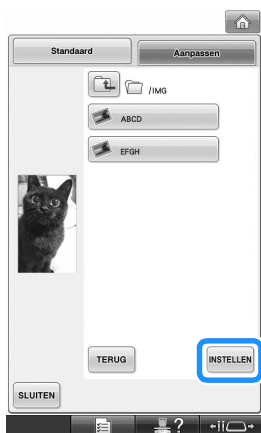 Standaard
Aanpassen
/IMG
ABCD
EFGH
TERUG
INSTELLEN
SLUITEN
?